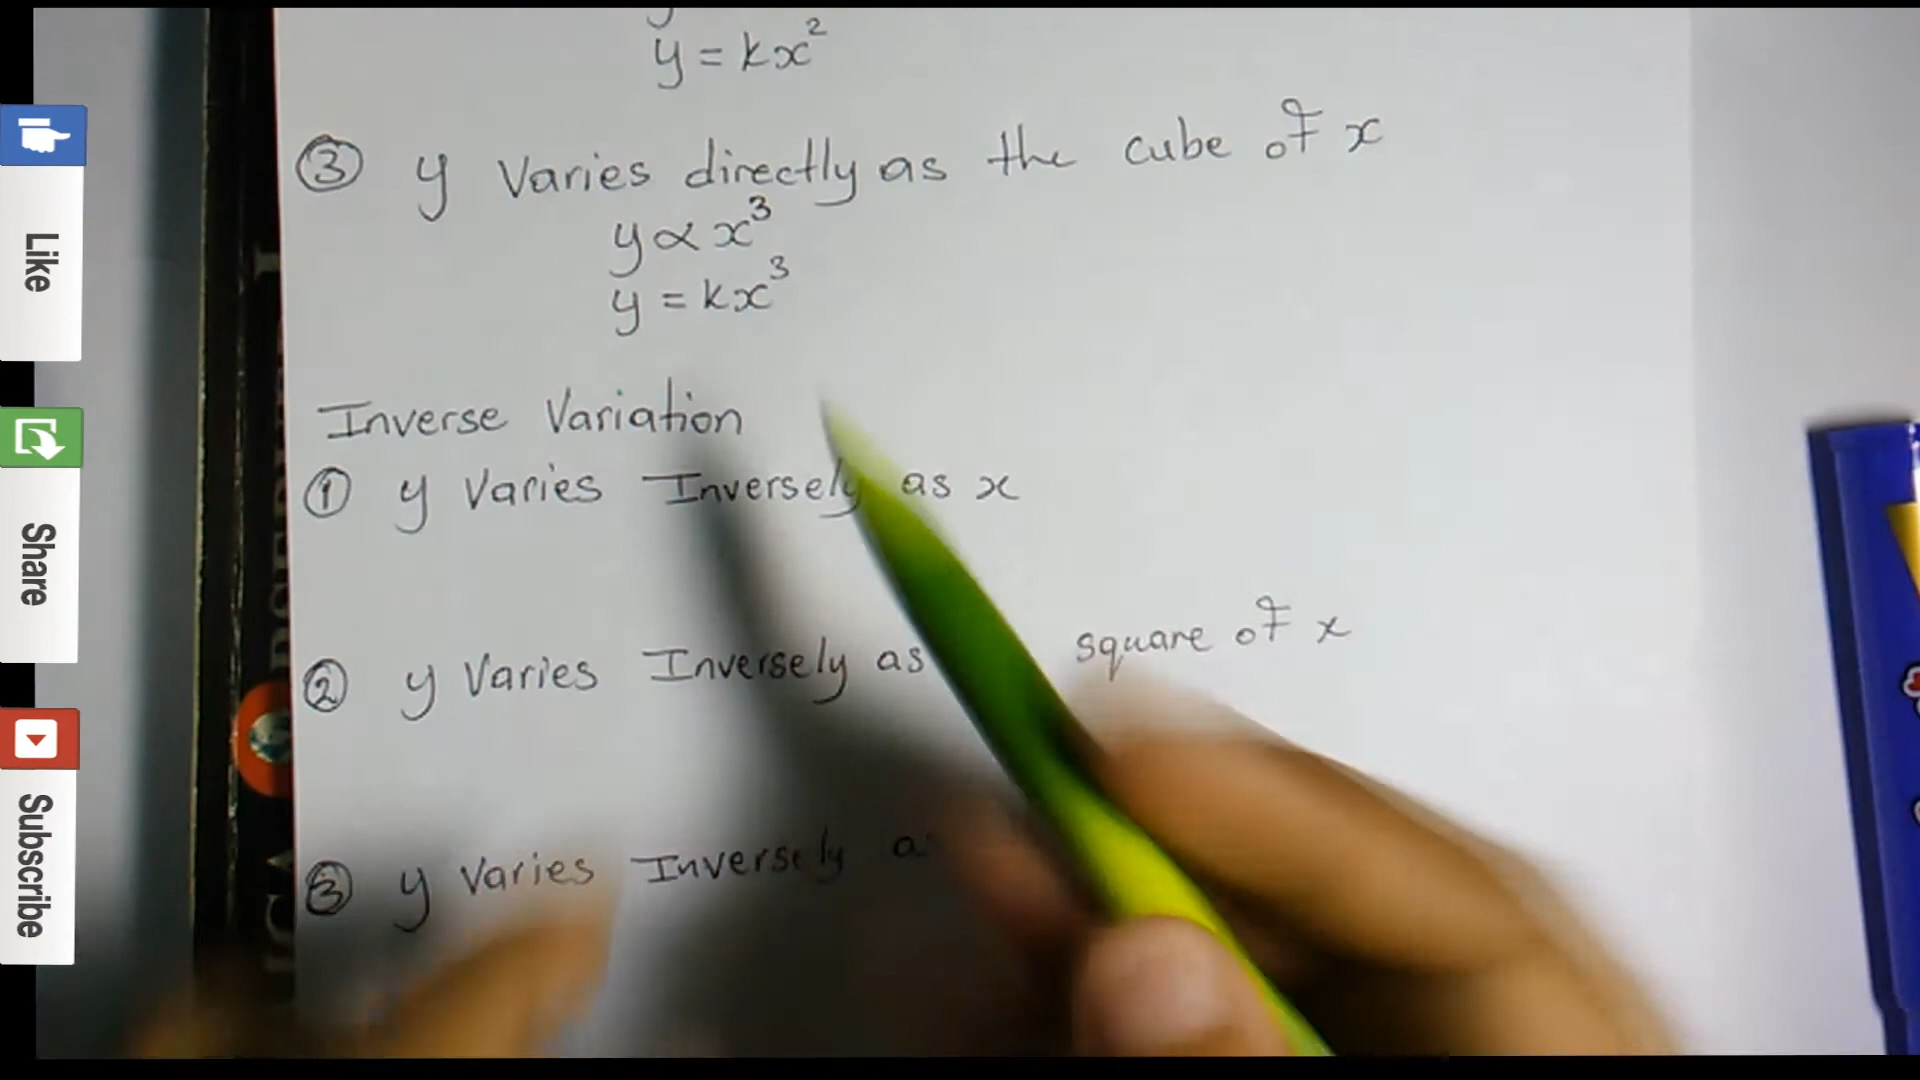 y = kx²
③ y varies directly as the cube of x
y ∝ x³
y = kx³
Inverse Variation
① y varies Inversely as x
② y varies Inversely as square of x
③ y varies Inversely
Like
Share
Subscribe